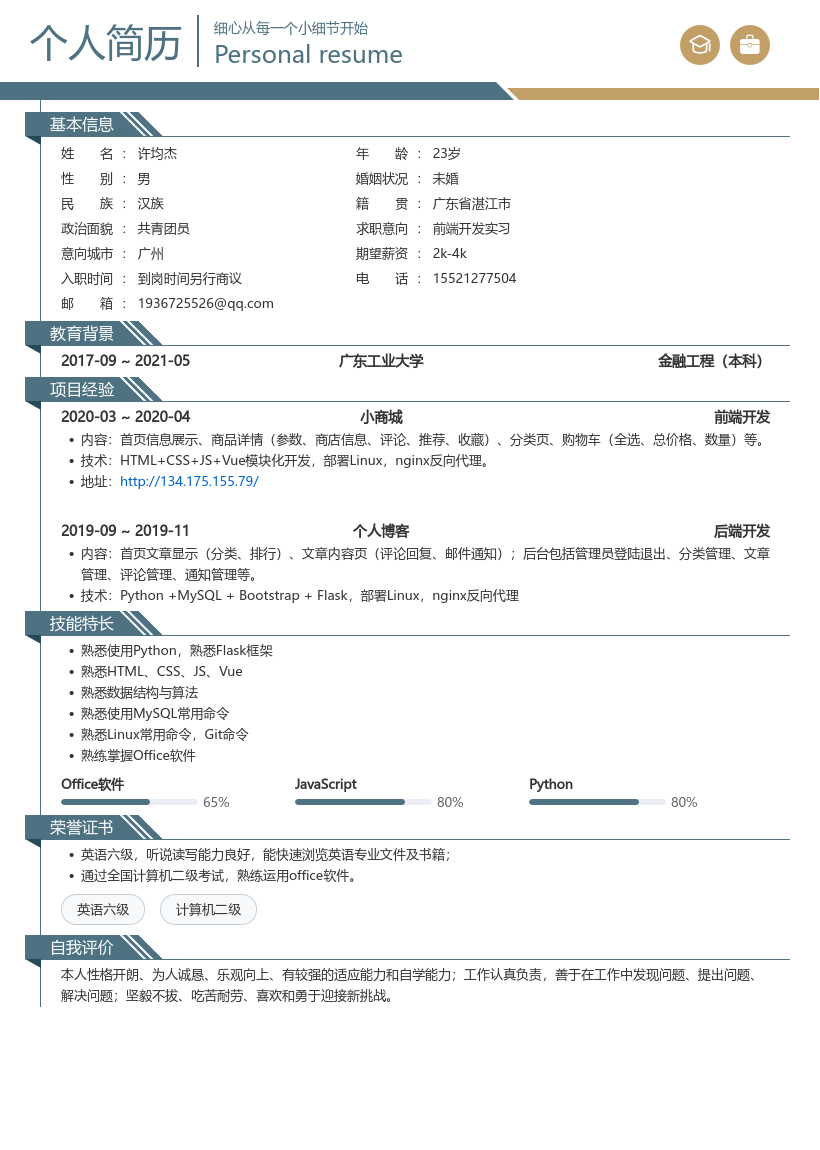 个人简历
细心从每一个小细节开始
Personal resume
基本信息
姓 名 ： 许均杰 年 龄 ： 23岁
性 别 ： 男 婚姻状况 ： 未婚
民 族 ： 汉族 籍 贯 ： 广东省湛江市
政治面貌 ： 共青团员 求职意向 ： 前端开发实习
意向城市 ： 广州 期望薪资 ： 2k-4k
入职时间 ： 到岗时间另行商议 电 话 ： 15521277504
邮 箱 ： 1936725526@qq.com
教育背景
2017-09 ~ 2021-05 广东工业大学 金融工程（本科）
项目经验
2020-03 ~ 2020-04 小商城 前端开发
• 内容：首页信息展示、商品详情（参数、商店信息、评论、推荐、收藏）、分类页、购物车（全选、总价格、数量）等。
• 技术：HTML+CSS+JS+Vue模块化开发，部署Linux，nginx反向代理。
• 地址：http://134.175.155.79/
2019-09 ~ 2019-11 个人博客 后端开发
• 内容：首页文章显示（分类、排行）、文章内容页（评论回复、邮件通知）；后台包括管理员登陆退出、分类管理、文章
管理、评论管理、通知管理等。
• 技术：Python +MySQL + Bootstrap + Flask，部署Linux，nginx反向代理
技能特长
• 熟悉使用Python，熟悉Flask框架
• 熟悉HTML、CSS、JS、Vue
• 熟悉数据结构与算法
• 熟悉使用MySQL常用命令
• 熟悉Linux常用命令，Git命令
• 熟练掌握Office软件
Office软件 JavaScript Python
65% 80% 80%
荣誉证书
• 英语六级，听说读写能力良好，能快速浏览英语专业文件及书籍；
• 通过全国计算机二级考试，熟练运用office软件。
英语六级 计算机二级
自我评价
本人性格开朗、为人诚恳、乐观向上、有较强的适应能力和自学能力；工作认真负责，善于在工作中发现问题、提出问题、
解决问题；坚毅不拔、吃苦耐劳、喜欢和勇于迎接新挑战。